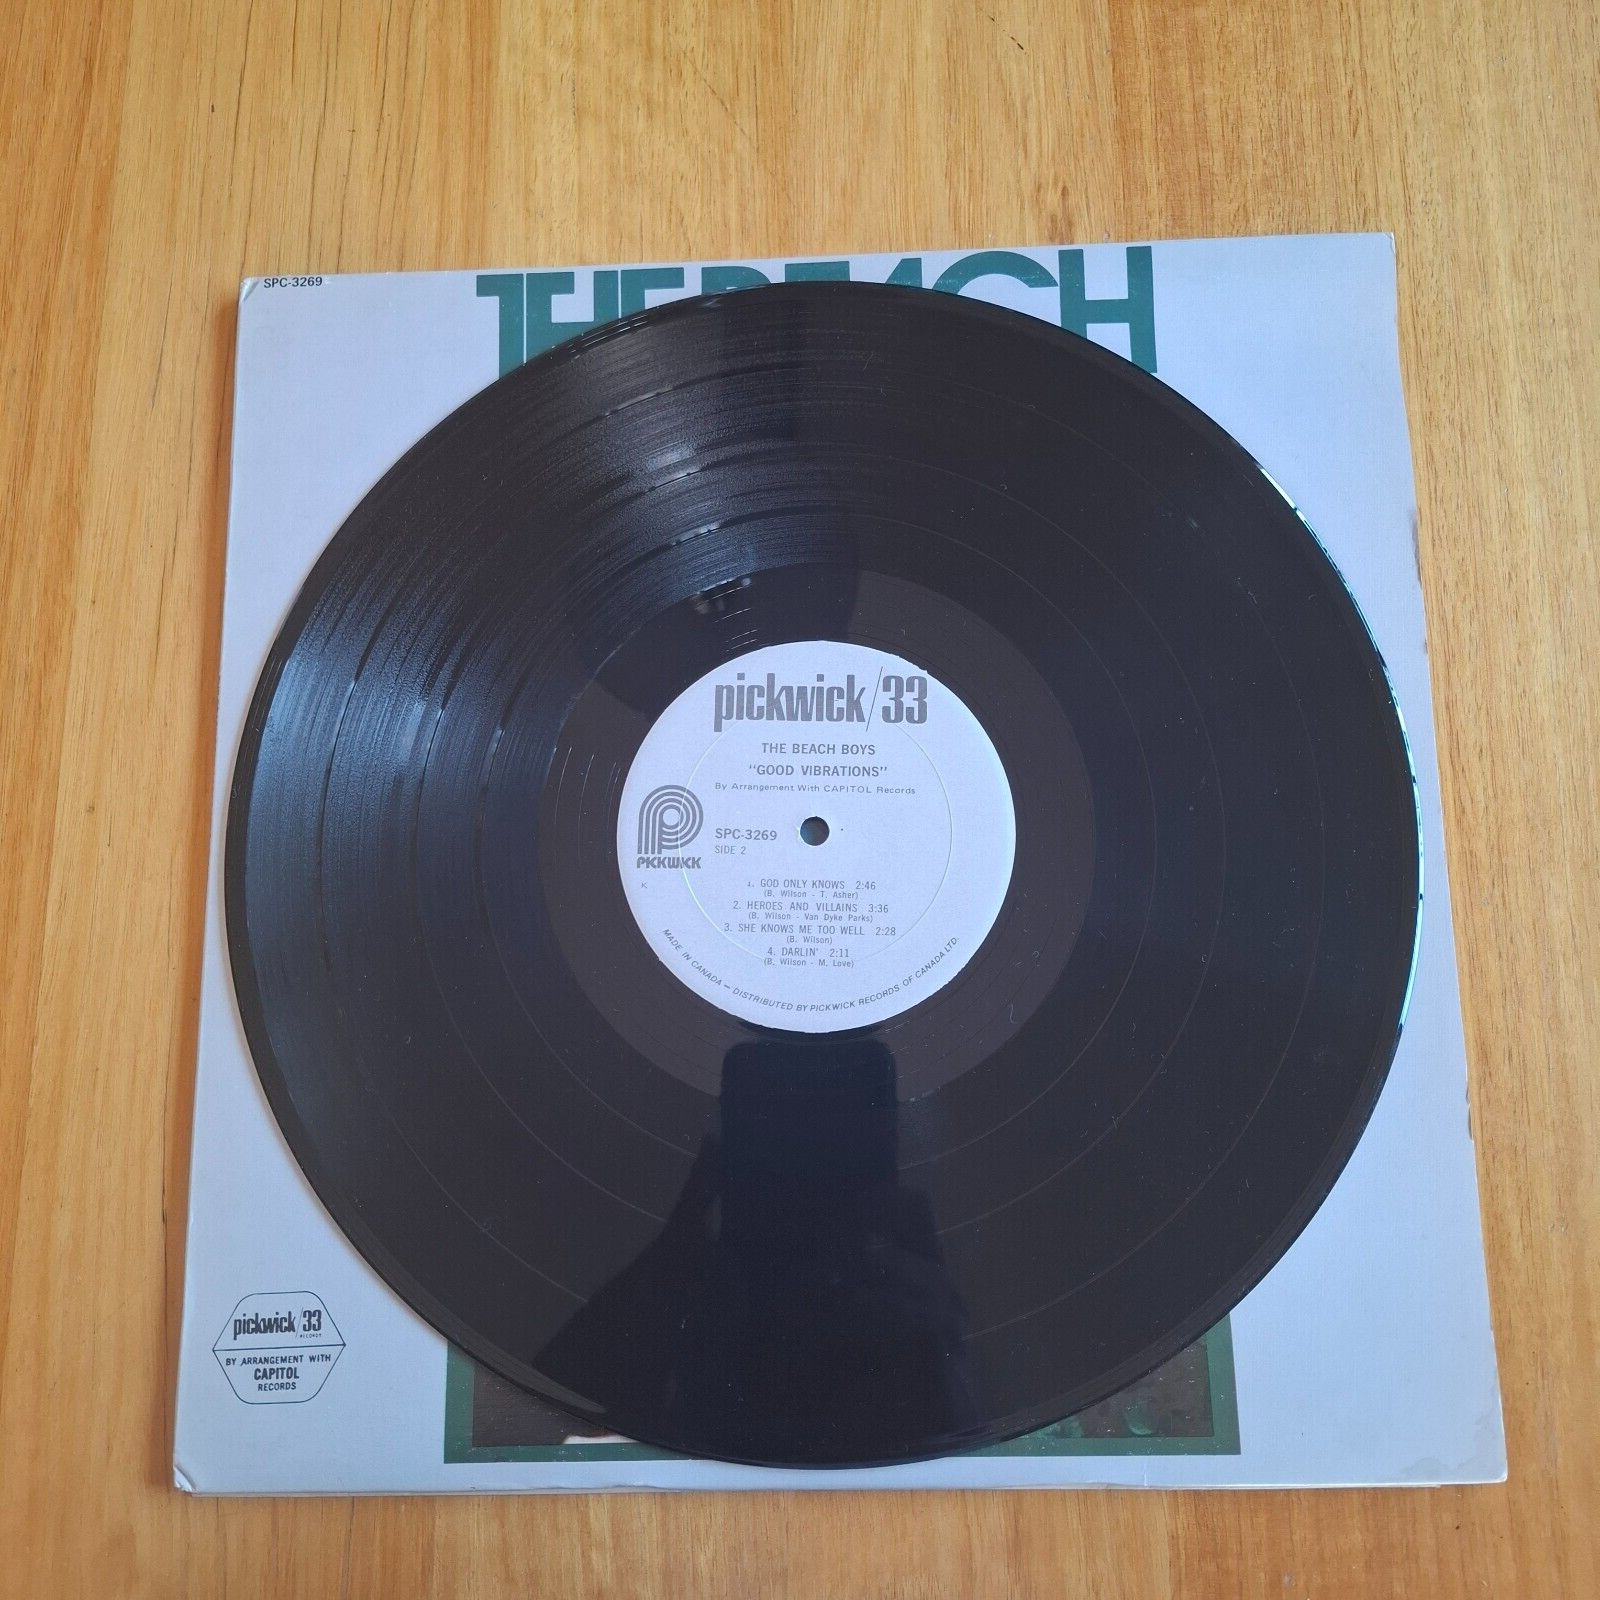 SPC-3269
THE BEACH
pickwick/33
THE BEACH BOYS
"GOOD VIBRATIONS"
By Arrangement With CAPITOL Records
PICKWICK
SPC-3269
SIDE 2
K
1. GOD ONLY KNOWS 2:46
(B. Wilson - T. Asher)
2. HEROES AND VILLAINS 3:36
(B. Wilson - Van Dyke Parks)
3. SHE KNOWS ME TOO WELL 2:28
(B. Wilson)
4. DARLIN' 2:11
(B. Wilson - M. Love)
MADE IN CANADA - DISTRIBUTED BY PICKWICK RECORDS OF CANADA LTD.
pickwick/33
RECORDS
BY ARRANGEMENT WITH
CAPITOL
RECORDS